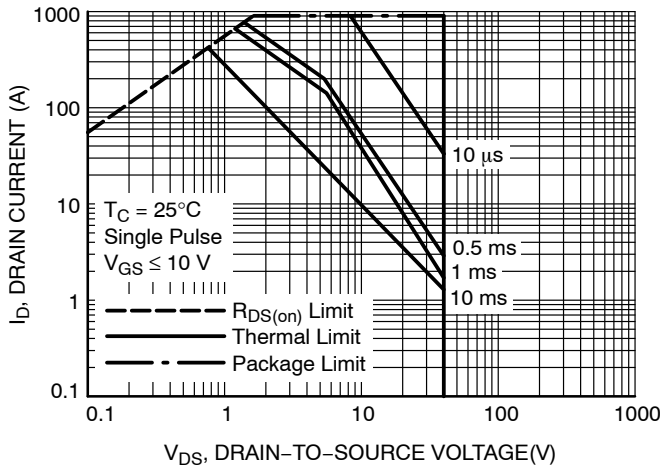 1000
100
10
1
0.1
I_D, DRAIN CURRENT (A)
10 µs
0.5 ms
1 ms
10 ms
T_C = 25°C
Single Pulse
V_GS ≤ 10 V
R_DS(on) Limit
Thermal Limit
Package Limit
0.1 1 10 100 1000
V_DS, DRAIN−TO−SOURCE VOLTAGE(V)